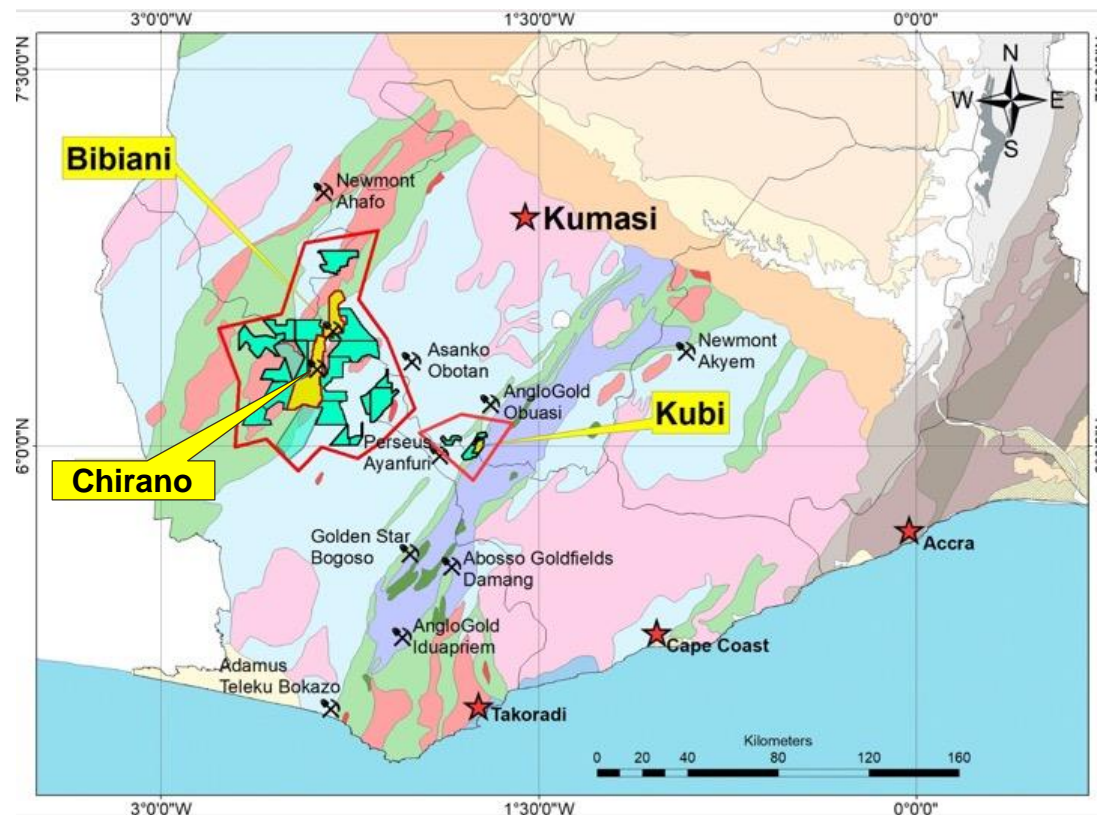 3°00'0"W
1°30'0"W
0°0'0"
7°30'0"N
N
W
E
S
Bibiani
Newmont
Ahafo
Kumasi
Asanko
Obotan
Newmont
Akyem
AngloGold
Obuasi
Kubi
6°0'0"N
Perseus
Ayanfuri
Chirano
Golden Star
Bogoso
Abosso Goldfields
Damang
Accra
AngloGold
Iduapriem
Cape Coast
Adamus
Teleku Bokazo
Takoradi
Kilometers
0 20 40 80 120 160
3°00'0"W
1°30'0"W
0°0'0"